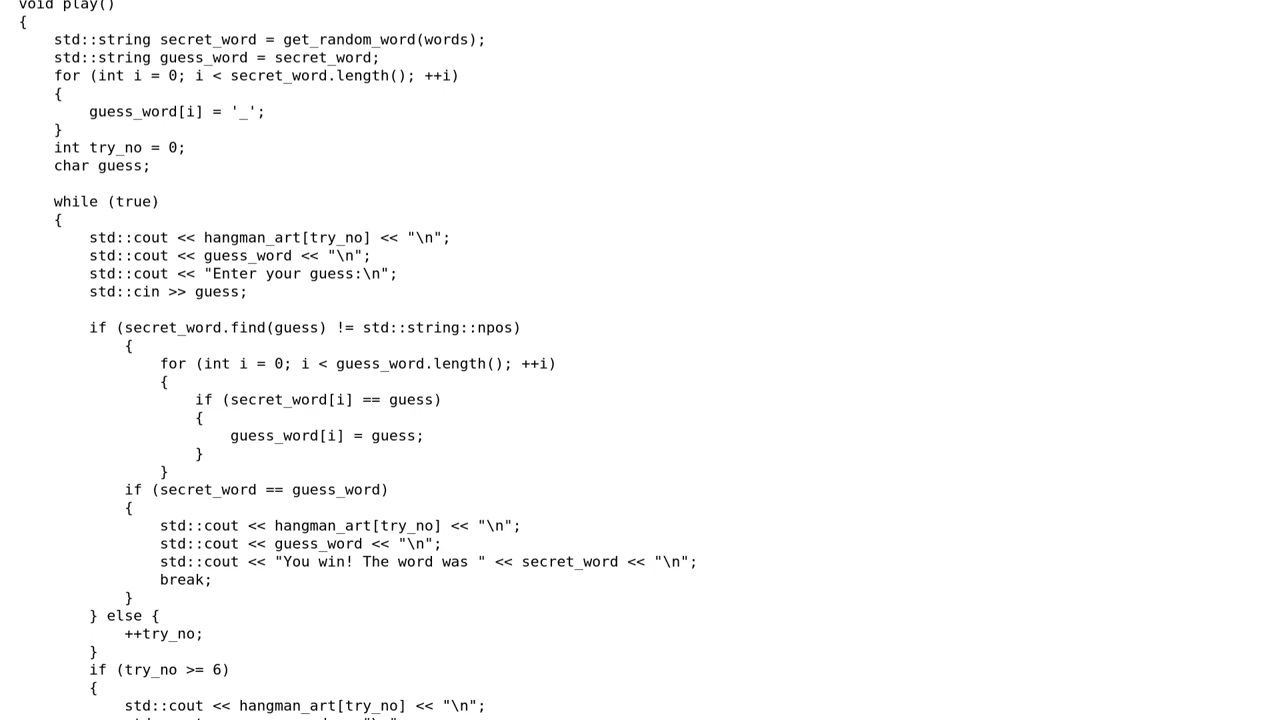 void play()
{
    std::string secret_word = get_random_word(words);
    std::string guess_word = secret_word;
    for (int i = 0; i < secret_word.length(); ++i)
    {
        guess_word[i] = '_';
    }
    int try_no = 0;
    char guess;

    while (true)
    {
        std::cout << hangman_art[try_no] << "\n";
        std::cout << guess_word << "\n";
        std::cout << "Enter your guess:\n";
        std::cin >> guess;

        if (secret_word.find(guess) != std::string::npos)
            {
                for (int i = 0; i < guess_word.length(); ++i)
                {
                    if (secret_word[i] == guess)
                    {
                        guess_word[i] = guess;
                    }
                }
            if (secret_word == guess_word)
            {
                std::cout << hangman_art[try_no] << "\n";
                std::cout << guess_word << "\n";
                std::cout << "You win! The word was " << secret_word << "\n";
                break;
            }
        } else {
            ++try_no;
        }
        if (try_no >= 6)
        {
            std::cout << hangman_art[try_no] << "\n";